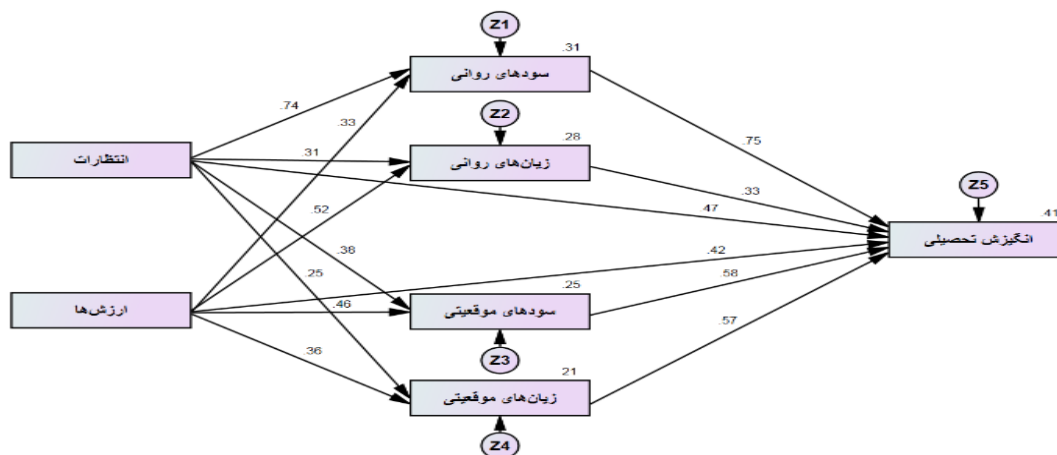 Z1
.31
سودهای روانی
.74
.33
Z2
.28
زیان‌های روانی
.75
انتظارات
.31
.33
.52
.47
Z5
.41
انگیزش تحصیلی
.38
.42
.58
.25
.25
ارزش‌ها
.46
سودهای موقعیتی
.57
.36
Z3
.21
زیان‌های موقعیتی
Z4